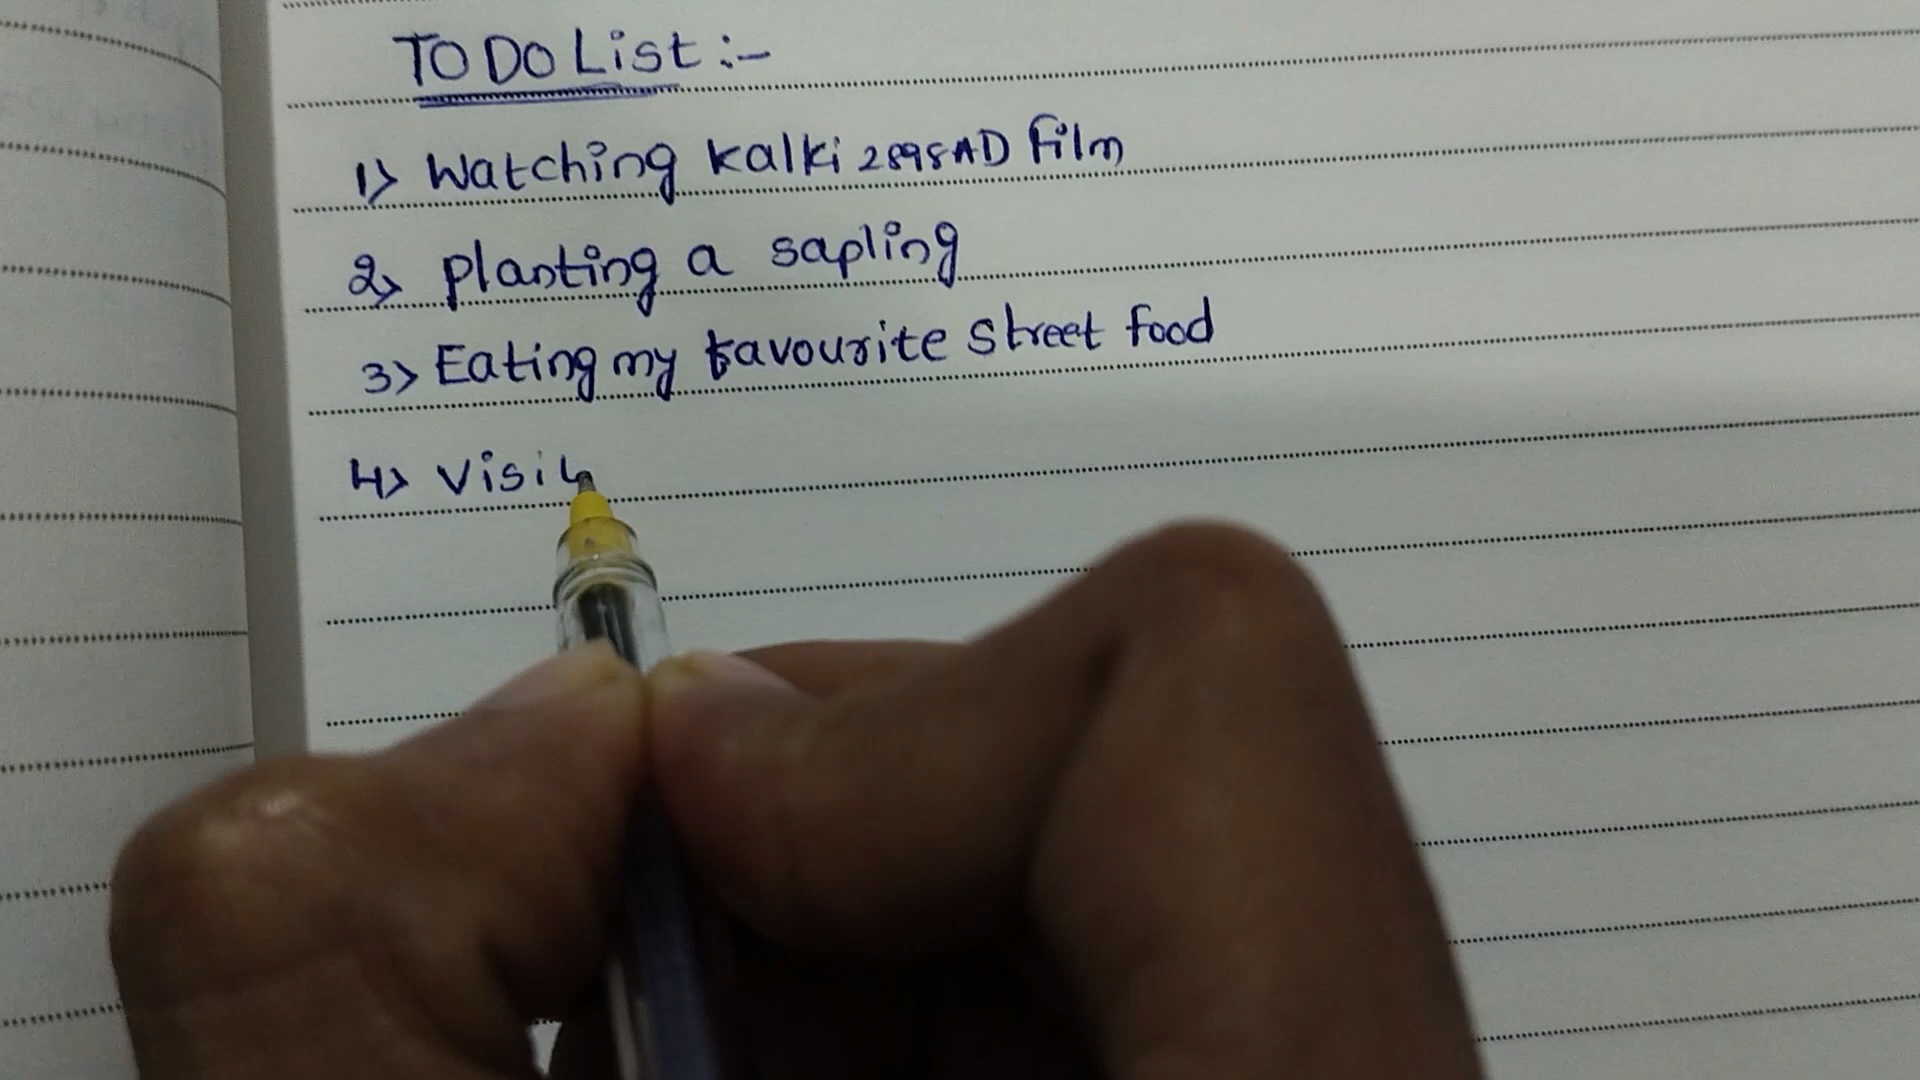 TO DO List :-
1> Watching kalki 2898AD film
2> planting a sapling
3> Eating my favourite street food
4> Visit